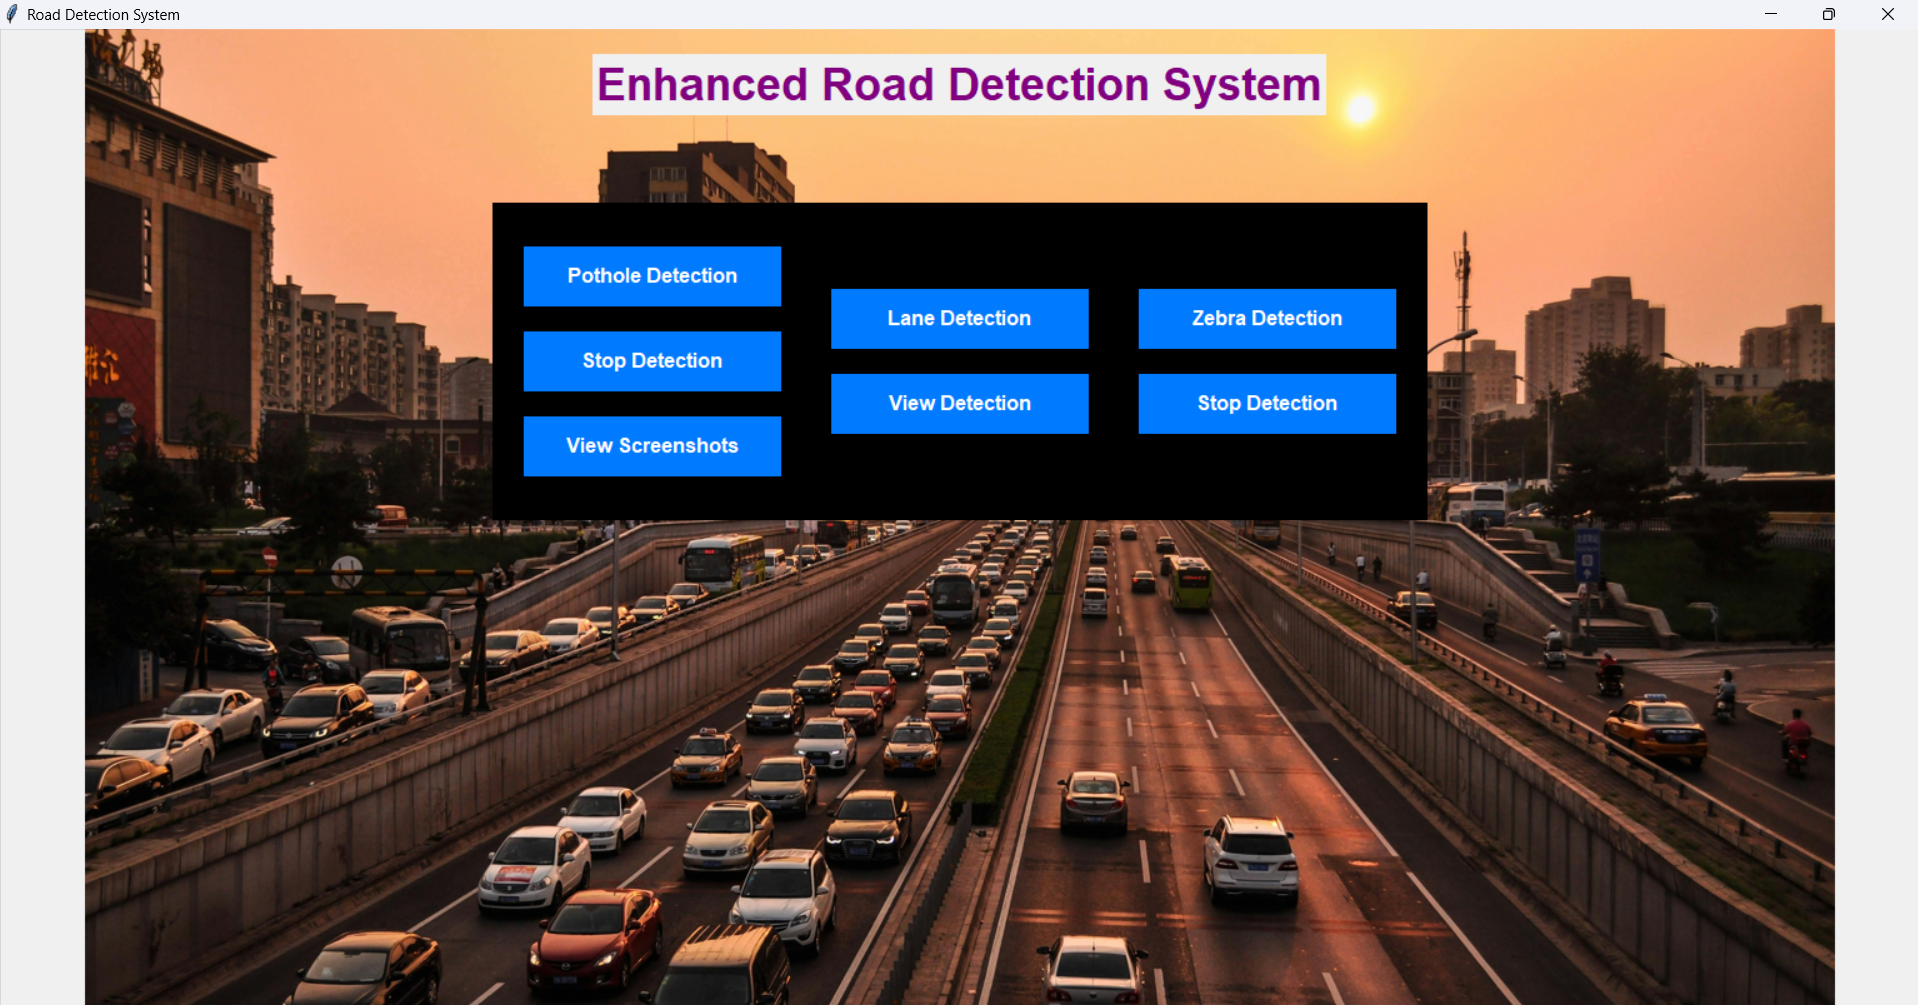 Road Detection System
Enhanced Road Detection System
Pothole Detection
Stop Detection
View Screenshots
Lane Detection
View Detection
Zebra Detection
Stop Detection